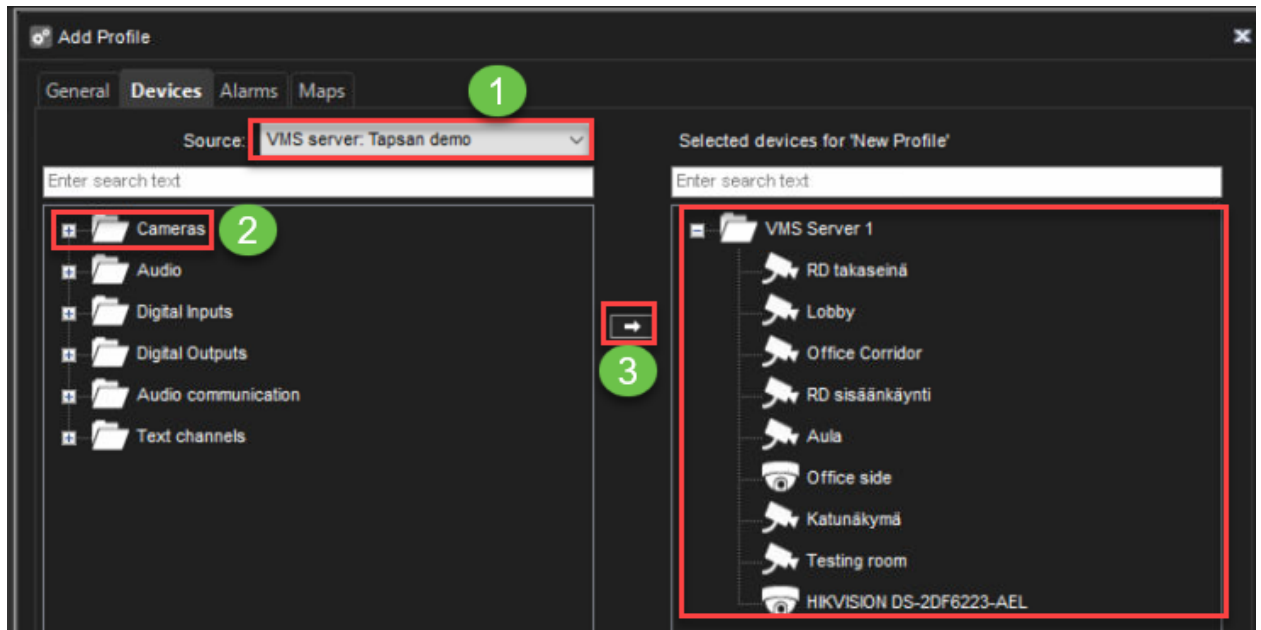 Add Profile
General Devices Alarms Maps
1
Source: VMS server: Tapsan demo
Selected devices for 'New Profile'
Enter search text
Enter search text
Cameras
2
Audio
Digital Inputs
Digital Outputs
Audio communication
Text channels
3
VMS Server 1
RD takaseinä
Lobby
Office Corridor
RD sisäänkäynti
Aula
Office side
Katunäkymä
Testing room
HIKVISION DS-2DF6223-AEL